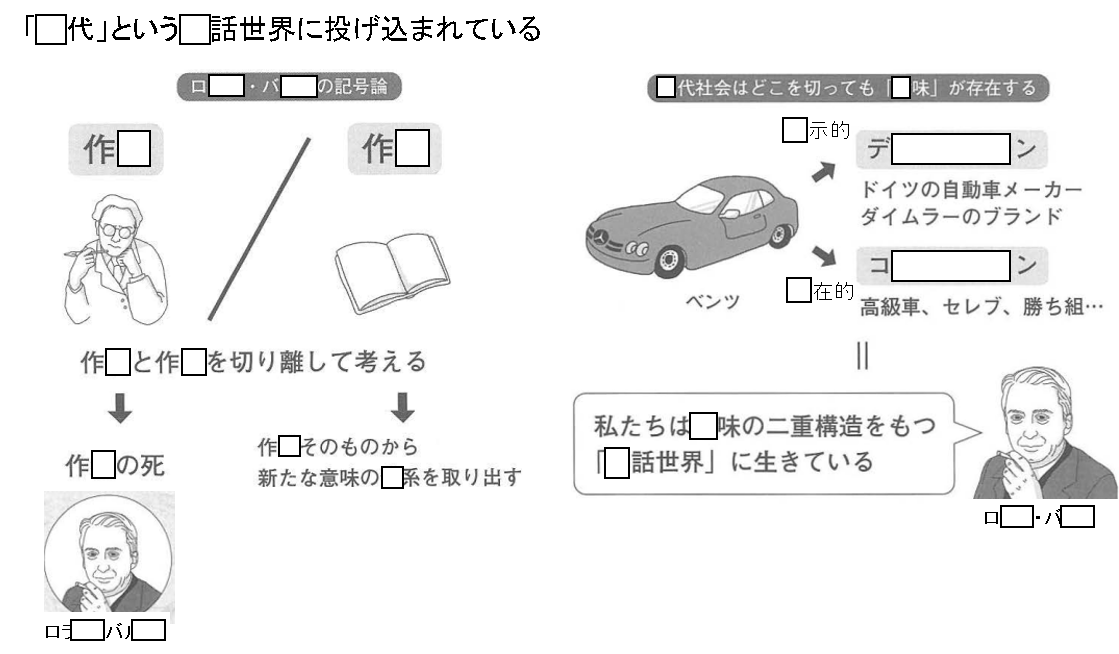 「□代」という□話世界に投げ込まれている
ロ□・バ□の記号論
作□
作□
作□と作□を切り離して考える
作□の死
作□そのものから
新たな意味の□系を取り出す
ロラ□バル□
□代社会はどこを切っても「□味」が存在する
□示的
デ□ン
ドイツの自動車メーカー
ダイムラーのブランド
ベンツ
□在的
コ□ン
高級車、セレブ、勝ち組…
私たちは□味の二重構造をもつ
「□話世界」に生きている
ロ□・バ□